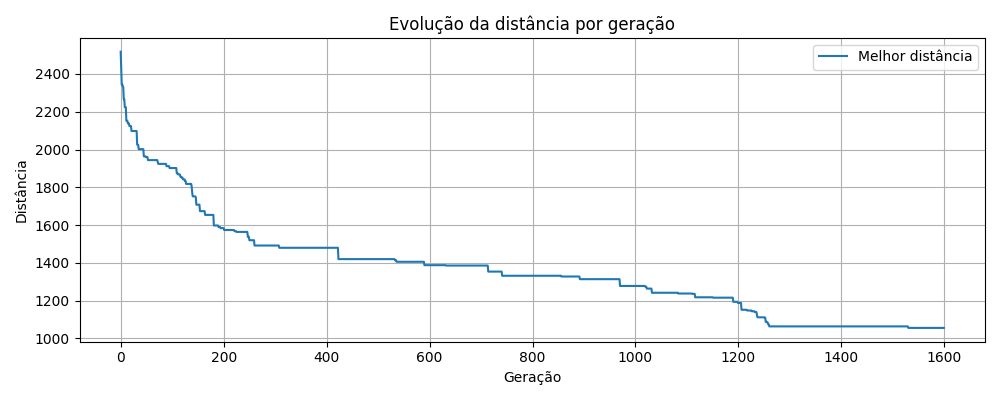 Evolução da distância por geração
Melhor distância
Distância
2400
2200
2000
1800
1600
1400
1200
1000
0 200 400 600 800 1000 1200 1400 1600
Geração